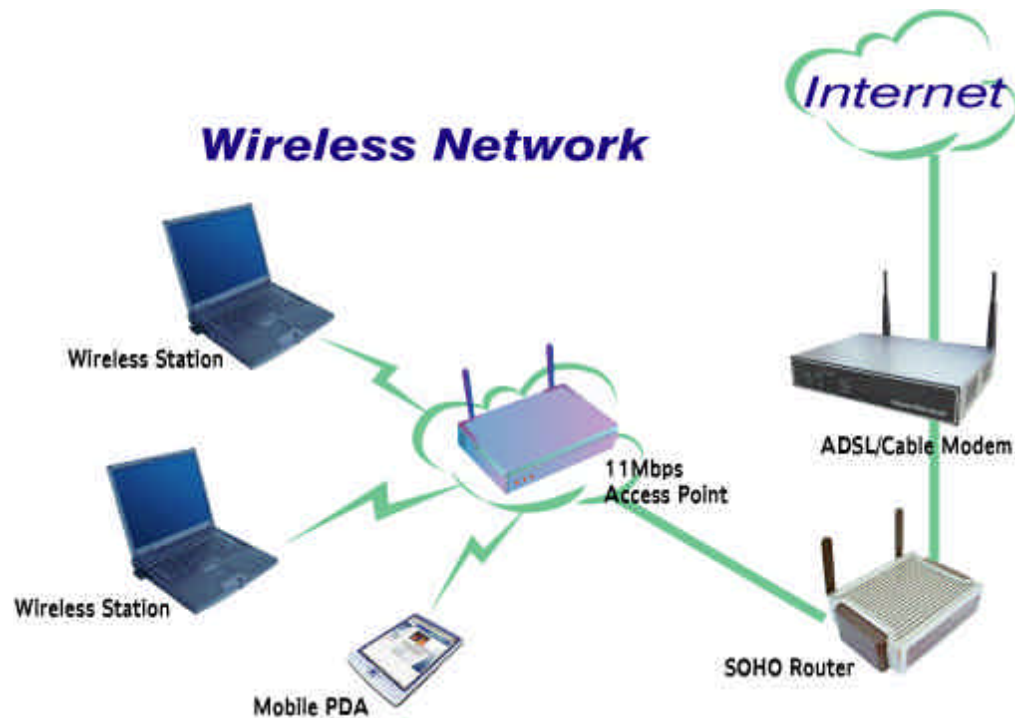 Internet
Wireless Network
Wireless Station
ADSL/Cable Modem
11Mbps
Access Point
Wireless Station
SOHO Router
Mobile PDA